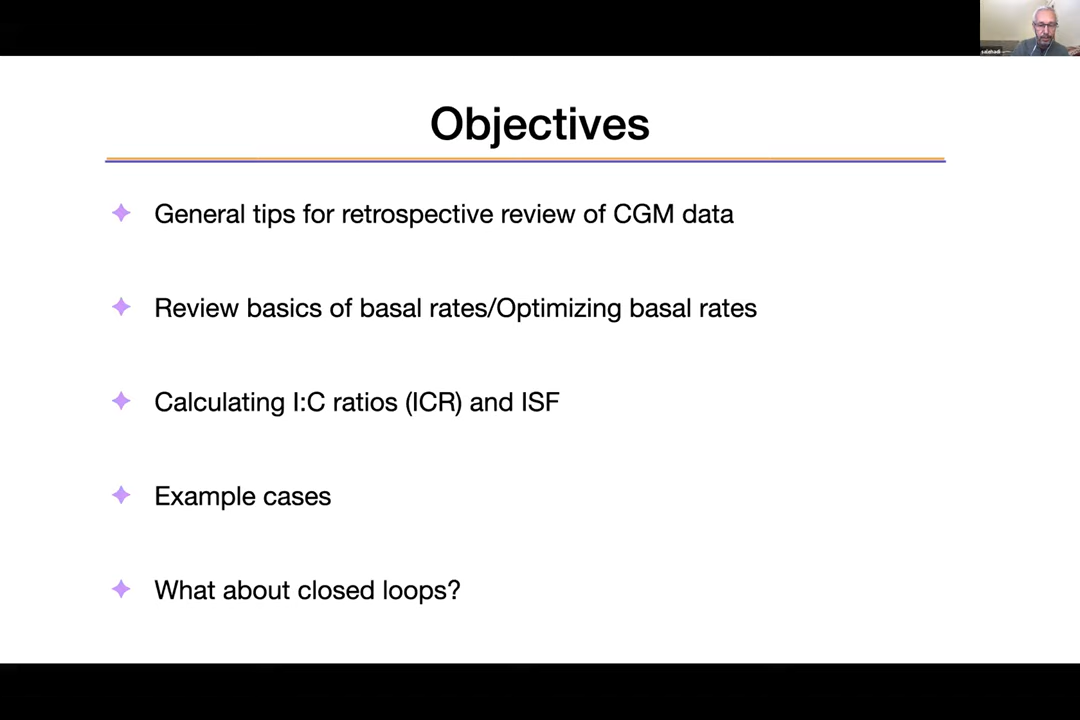 Objectives
General tips for retrospective review of CGM data
Review basics of basal rates/Optimizing basal rates
Calculating I:C ratios (ICR) and ISF
Example cases
What about closed loops?